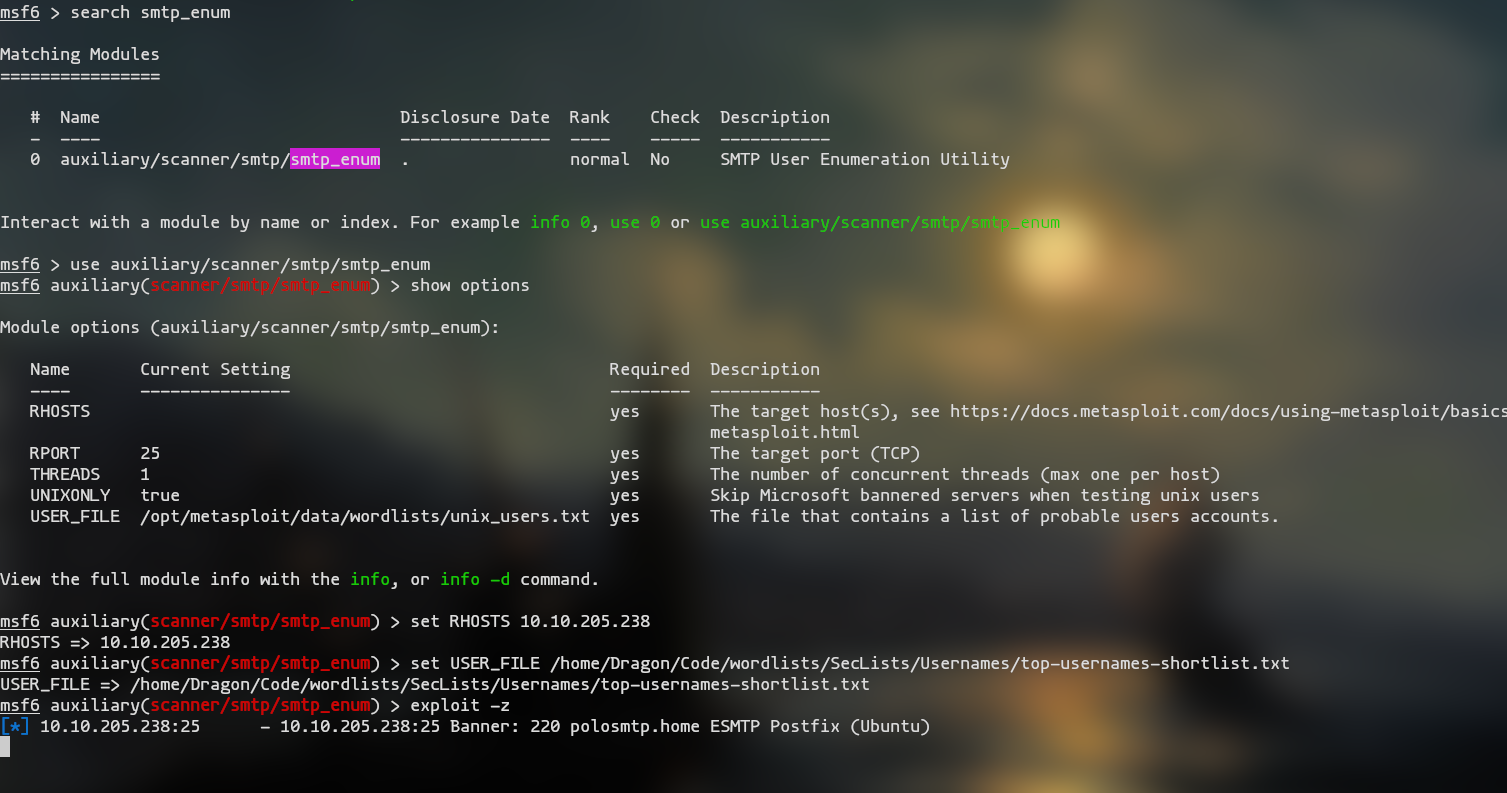 msf6 > search smtp_enum
Matching Modules
================
# Name Disclosure Date Rank Check Description
- ---- --------------- ---- ----- -----------
0 auxiliary/scanner/smtp/smtp_enum . normal No SMTP User Enumeration Utility
Interact with a module by name or index. For example info 0, use 0 or use auxiliary/scanner/smtp/smtp_enum
msf6 > use auxiliary/scanner/smtp/smtp_enum
msf6 auxiliary(scanner/smtp/smtp_enum) > show options
Module options (auxiliary/scanner/smtp/smtp_enum):
Name Current Setting Required Description
---- --------------- -------- -----------
RHOSTS yes The target host(s), see https://docs.metasploit.com/docs/using-metasploit/basics
metasploit.html
RPORT 25 yes The target port (TCP)
THREADS 1 yes The number of concurrent threads (max one per host)
UNIXONLY true yes Skip Microsoft bannered servers when testing unix users
USER_FILE /opt/metasploit/data/wordlists/unix_users.txt yes The file that contains a list of probable users accounts.
View the full module info with the info, or info -d command.
msf6 auxiliary(scanner/smtp/smtp_enum) > set RHOSTS 10.10.205.238
RHOSTS => 10.10.205.238
msf6 auxiliary(scanner/smtp/smtp_enum) > set USER_FILE /home/Dragon/Code/wordlists/SecLists/Usernames/top-usernames-shortlist.txt
USER_FILE => /home/Dragon/Code/wordlists/SecLists/Usernames/top-usernames-shortlist.txt
msf6 auxiliary(scanner/smtp/smtp_enum) > exploit -z
[*] 10.10.205.238:25 - 10.10.205.238:25 Banner: 220 polosmtp.home ESMTP Postfix (Ubuntu)